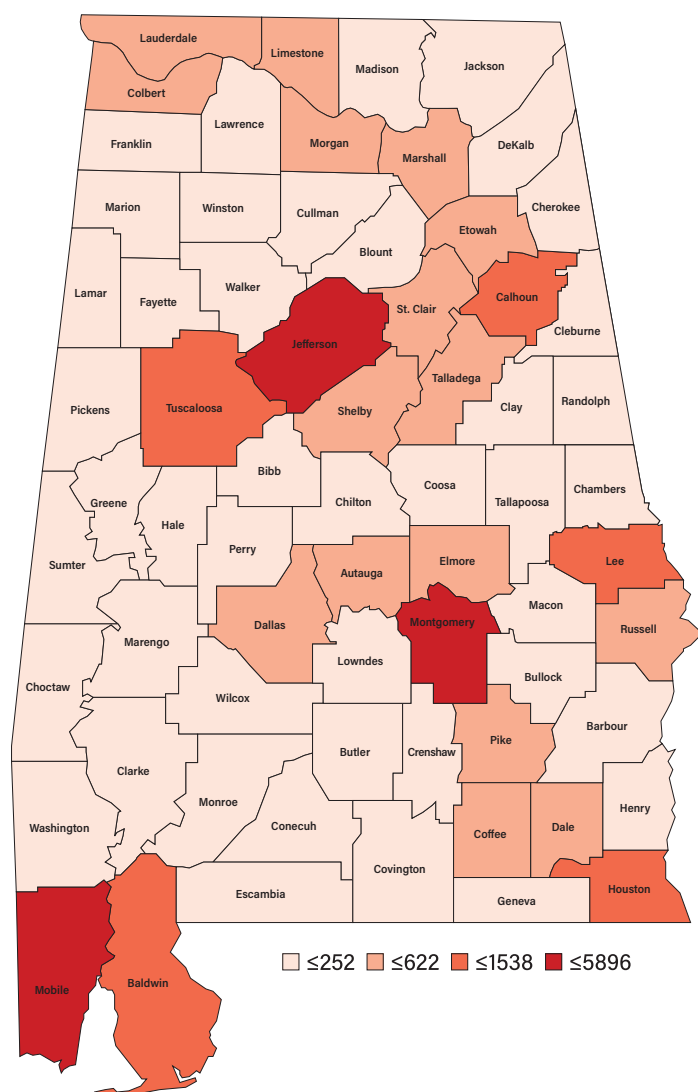 Lauderdale
Limestone
Madison
Jackson
Colbert
Lawrence
Franklin
Morgan
Marshall
DeKalb
Marion
Winston
Cullman
Cherokee
Etowah
Blount
Lamar
Fayette
Walker
St. Clair
Calhoun
Cleburne
Jefferson
Talladega
Pickens
Tuscaloosa
Shelby
Clay
Randolph
Bibb
Coosa
Chambers
Greene
Hale
Chilton
Tallapoosa
Sumter
Perry
Autauga
Elmore
Lee
Macon
Dallas
Montgomery
Russell
Marengo
Lowndes
Bullock
Choctaw
Wilcox
Barbour
Butler
Crenshaw
Pike
Clarke
Monroe
Henry
Washington
Conecuh
Coffee
Dale
Covington
Escambia
Geneva
Houston
Mobile
Baldwin
≤252 ≤622 ≤1538 ≤5896